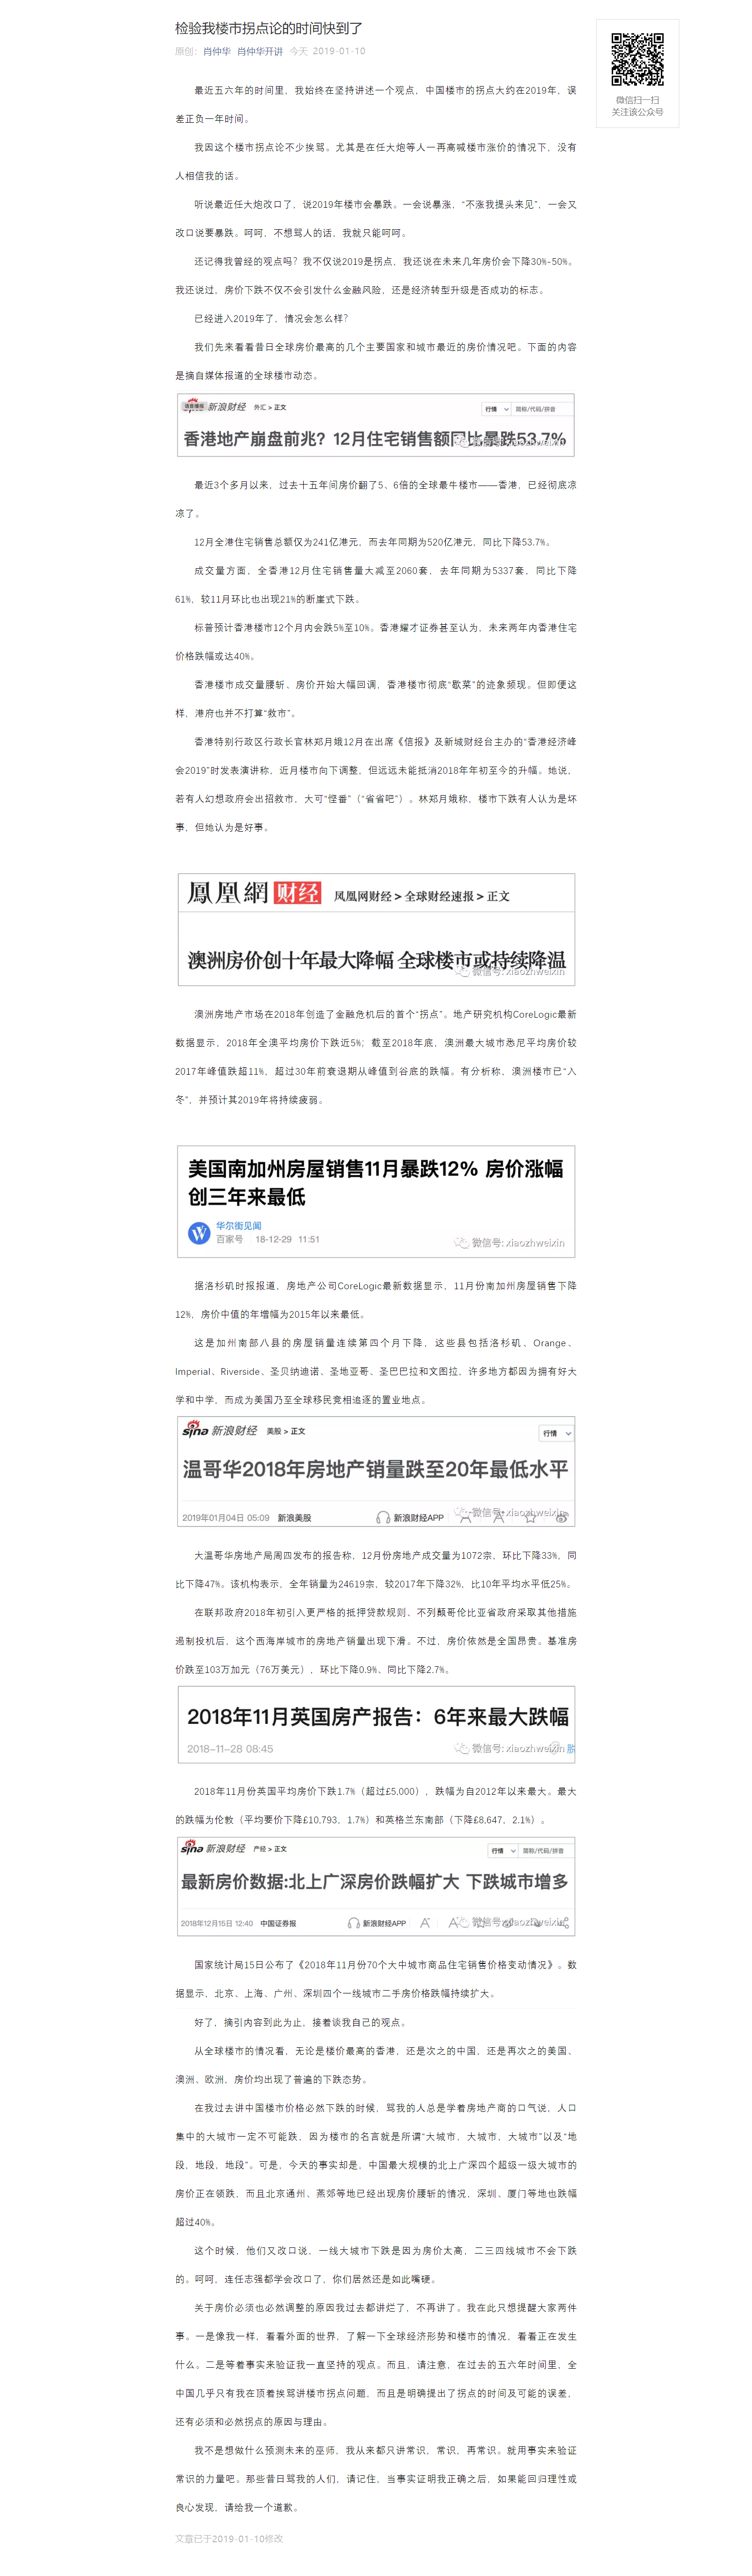 检验我楼市拐点论的时间快到了
原创： 肖仲华 肖仲华开讲 今天 2019-01-10
微信扫一扫
关注该公众号
最近五六年的时间里，我始终在坚持讲述一个观点，中国楼市的拐点大约在2019年，误
差正负一年时间。
我因这个楼市拐点论不少挨骂。尤其是在任大炮等人一再高喊楼市涨价的情况下，没有
人相信我的话。
听说最近任大炮改口了，说2019年楼市会暴跌。一会说暴涨，“不涨我提头来见”，一会又
改口说要暴跌。呵呵，不想骂人的话，我就只能呵呵。
还记得我曾经的观点吗？我不仅说2019是拐点，我还说在未来几年房价会下降30%-50%。
我还说过，房价下跌不仅不会引发什么金融风险，还是经济转型升级是否成功的标志。
已经进入2019年了，情况会怎么样？
我们先来看看昔日全球房价最高的几个主要国家和城市最近的房价情况吧。下面的内容
是摘自媒体报道的全球楼市动态。
新浪财经 外汇 > 正文 行情 简称/代码/拼音
香港地产崩盘前兆？12月住宅销售额同比暴跌53.7%
微信号: xiaozhweixin
最近3个多月以来，过去十五年间房价翻了5、6倍的全球最牛楼市——香港，已经彻底凉
凉了。
12月全港住宅销售总额仅为241亿港元，而去年同期为520亿港元，同比下降53.7%。
成交量方面，全香港12月住宅销售量大减至2060套，去年同期为5337套，同比下降
61%，较11月环比也出现21%的断崖式下跌。
标普预计香港楼市12个月内会跌5%至10%。香港耀才证券甚至认为，未来两年内香港住宅
价格跌幅或达40%。
香港楼市成交量腰斩、房价开始大幅回调，香港楼市彻底“歇菜”的迹象频现。但即便这
样，港府也并不打算“救市”。
香港特别行政区行政长官林郑月娥12月在出席《信报》及新城财经台主办的“香港经济峰
会2019”时发表演讲称，近月楼市向下调整，但远远未能抵消2018年年初至今的升幅。她说，
若有人幻想政府会出招救市，大可“悭番”（“省省吧”）。林郑月娥称，楼市下跌有人认为是坏
事，但她认为是好事。
鳳凰網 财经 凤凰网财经 > 全球财经速报 > 正文
澳洲房价创十年最大降幅 全球楼市或持续降温
微信号: xiaozhweixin
澳洲房地产市场在2018年创造了金融危机后的首个“拐点”。地产研究机构CoreLogic最新
数据显示，2018年全澳平均房价下跌近5%；截至2018年底，澳洲最大城市悉尼平均房价较
2017年峰值跌超11%，超过30年前衰退期从峰值到谷底的跌幅。有分析称，澳洲楼市已“入
冬”，并预计其2019年将持续疲弱。
美国南加州房屋销售11月暴跌12% 房价涨幅
创三年来最低
华尔街见闻
百家号 18-12-29 11:51
微信号: xiaozhweixin
据洛杉矶时报报道，房地产公司CoreLogic最新数据显示，11月份南加州房屋销售下降
12%，房价中值的年增幅为2015年以来最低。
这是加州南部八县的房屋销量连续第四个月下降，这些县包括洛杉矶、Orange、
Imperial、Riverside、圣贝纳迪诺、圣地亚哥、圣巴巴拉和文图拉，许多地方都因为拥有好大
学和中学，而成为美国乃至全球移民竞相追逐的置业地点。
sina 新浪财经 美股 > 正文 行情
温哥华2018年房地产销量跌至20年最低水平
2019年01月04日 05:09 新浪美股 新浪财经APP
微信号: xiaozhweixin
大温哥华房地产局周四发布的报告称，12月份房地产成交量为1072宗，环比下降33%，同
比下降47%。该机构表示，全年销量为24619宗，较2017年下降32%，比10年平均水平低25%。
在联邦政府2018年初引入更严格的抵押贷款规则、不列颠哥伦比亚省政府采取其他措施
遏制投机后，这个西海岸城市的房地产销量出现下滑。不过，房价依然是全国昂贵。基准房
价跌至103万加元（76万美元），环比下降0.9%、同比下降2.7%。
2018年11月英国房产报告：6年来最大跌幅
2018-11-28 08:45
微信号: xiaozhweixin
2018年11月份英国平均房价下跌1.7%（超过£5,000），跌幅为自2012年以来最大。最大
的跌幅为伦敦（平均要价下降£10,793，1.7%）和英格兰东南部（下降£8,647，2.1%）。
sina 新浪财经 产经 > 正文 行情 简称/代码/拼音
最新房价数据:北上广深房价跌幅扩大 下跌城市增多
2018年12月15日 12:40 中国证券报 新浪财经APP
微信号: xiaozhweixin
国家统计局15日公布了《2018年11月份70个大中城市商品住宅销售价格变动情况》。数
据显示，北京、上海、广州、深圳四个一线城市二手房价格跌幅持续扩大。
好了，摘引内容到此为止，接着谈我自己的观点。
从全球楼市的情况看，无论是楼价最高的香港，还是次之的中国，还是再次之的美国、
澳洲、欧洲，房价均出现了普遍的下跌态势。
在我过去讲中国楼市价格必然下跌的时候，骂我的人总是学着房地产商的口气说，人口
集中的大城市一定不可能跌，因为楼市的名言就是所谓“大城市，大城市，大城市”以及“地
段，地段，地段”。可是，今天的事实却是，中国最大规模的北上广深四个超级一级大城市的
房价正在领跌，而且北京通州、燕郊等地已经出现房价腰斩的情况，深圳、厦门等地也跌幅
超过40%。
这个时候，他们又改口说，一线大城市下跌是因为房价太高，二三四线城市不会下跌
的。呵呵，连任志强都学会改口了，你们居然还是如此嘴硬。
关于房价必须也必然调整的原因我过去都讲烂了，不再讲了。我在此只想提醒大家两件
事。一是像我一样，看看外面的世界，了解一下全球经济形势和楼市的情况，看看正在发生
什么。二是等着事实来验证我一直坚持的观点。而且，请注意，在过去的五六年时间里，全
中国几乎只有我在顶着挨骂讲楼市拐点问题，而且是明确提出了拐点的时间及可能的误差，
还有必须和必然拐点的原因与理由。
我不是想做什么预测未来的巫师，我从来都只讲常识，常识，再常识。就用事实来验证
常识的力量吧。那些昔日骂我的人们，请记住，当事实证明我正确之后，如果能回归理性或
良心发现，请给我一个道歉。
文章已于2019-01-10修改